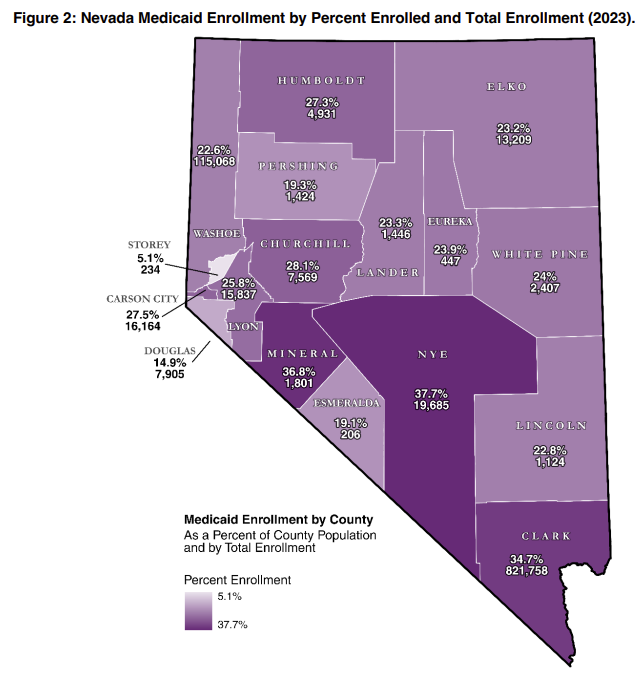 Figure 2: Nevada Medicaid Enrollment by Percent Enrolled and Total Enrollment (2023).
HUMBOLDT
27.3%
4,931
ELKO
23.2%
13,209
22.6%
115,068
WASHOE
PERSHING
19.3%
1,424
23.3%
1,446
LANDER
EUREKA
23.9%
447
WHITE PINE
24%
2,407
CHURCHILL
28.1%
7,569
STOREY
5.1%
234
25.8%
15,837
LYON
CARSON CITY
27.5%
16,164
DOUGLAS
14.9%
7,905
MINERAL
36.8%
1,801
NYE
37.7%
19,685
ESMERALDA
19.1%
206
LINCOLN
22.8%
1,124
CLARK
34.7%
821,758
Medicaid Enrollment by County
As a Percent of County Population
and by Total Enrollment
Percent Enrollment
5.1%
37.7%